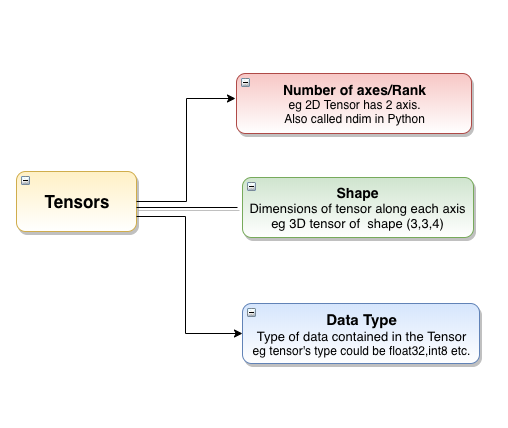 Number of axes/Rank
eg 2D Tensor has 2 axis.
Also called ndim in Python
Tensors
Shape
Dimensions of tensor along each axis
eg 3D tensor of shape (3,3,4)
Data Type
Type of data contained in the Tensor
eg tensor's type could be float32,int8 etc.